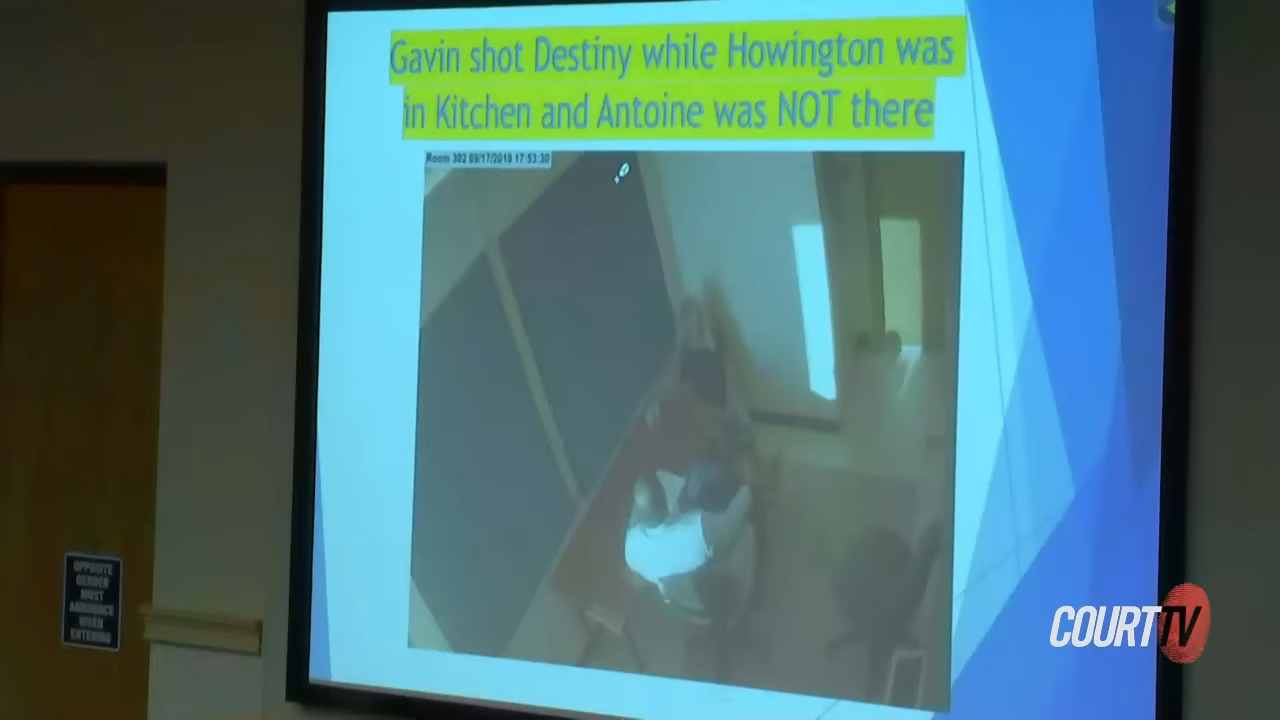 Gavin shot Destiny while Howington was
in Kitchen and Antoine was NOT there
Room 302 09/17/2019 17:53:30
OPPOSITE
GENDER
MUST
ANNOUNCE
WHEN
ENTERING
COURT TV